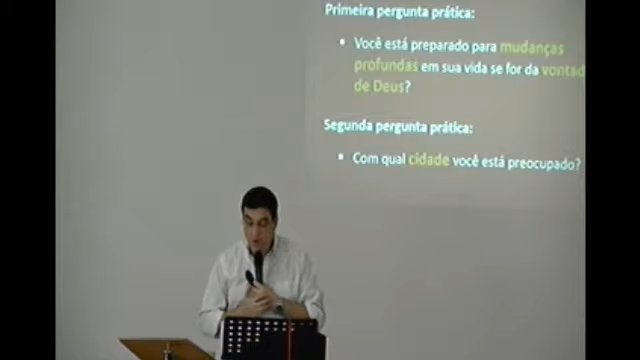 Primeira pergunta prática:
Você está preparado para mudanças
profundas em sua vida se for da vontad
de Deus?
Segunda pergunta prática:
Com qual cidade você está preocupado?